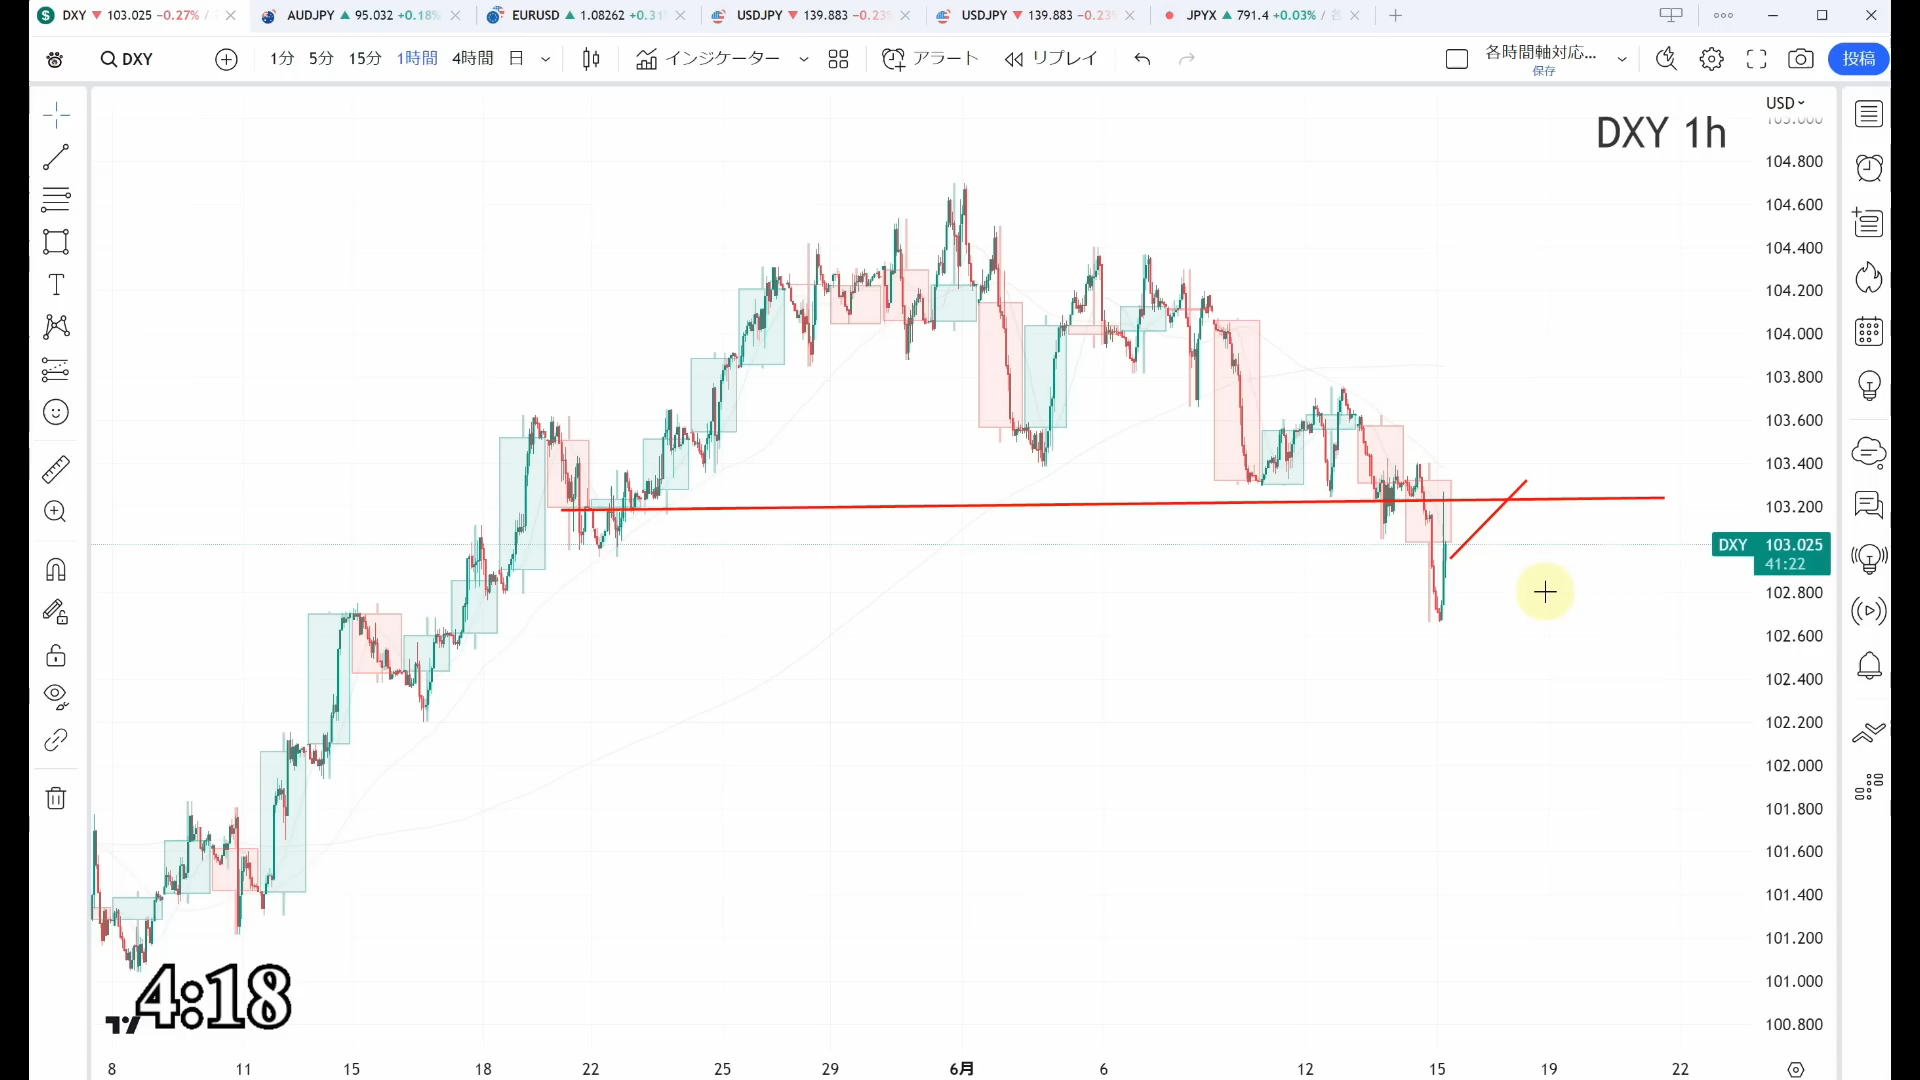 DXY ▼ 103.025 −0.27% /
AUDJPY ▲ 95.032 +0.18%
EURUSD ▲ 1.08262 +0.31
USDJPY ▼ 139.883 −0.23
USDJPY ▼ 139.883 −0.23
JPYX ▲ 791.4 +0.03% / 各
DXY
1分 5分 15分 1時間 4時間 日
インジケーター
アラート
リプレイ
各時間軸対応...
保存
投稿
USD
DXY 1h
105.000
104.800
104.600
104.400
104.200
104.000
103.800
103.600
103.400
103.200
DXY 103.025
41:22
102.800
102.600
102.400
102.200
102.000
101.800
101.600
101.400
101.200
101.000
100.800
4:18
8 11 15 18 22 25 29 6月 6 12 15 19 22